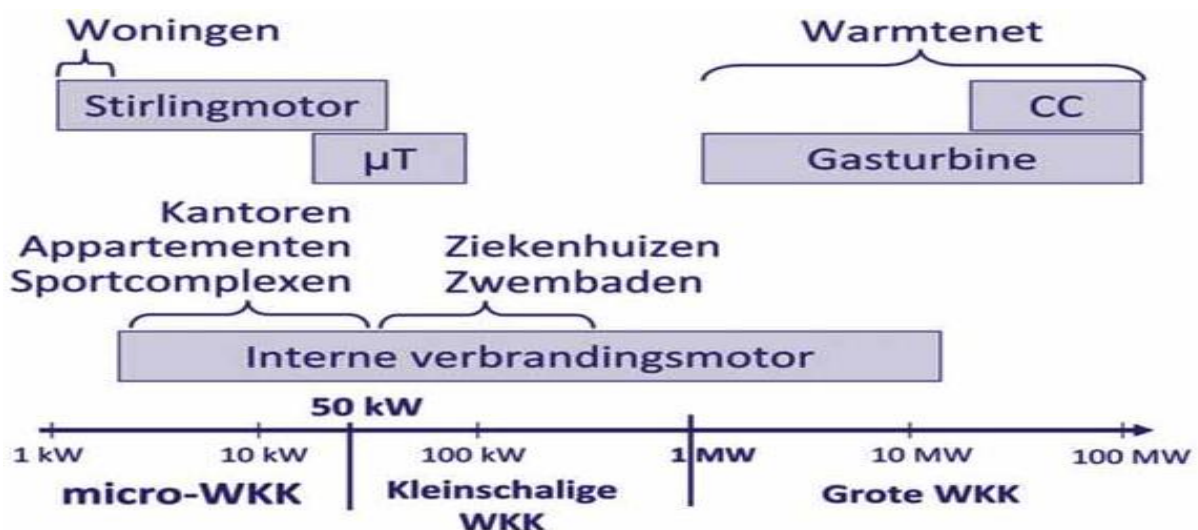 Woningen
Warmtenet
Stirlingmotor
CC
µT
Gasturbine
Kantoren
Appartementen
Sportcomplexen
Ziekenhuizen
Zwembaden
Interne verbrandingsmotor
50 kW
1 kW
10 kW
100 kW
1 MW
10 MW
100 MW
micro-WKK
Kleinschalige
WKK
Grote WKK